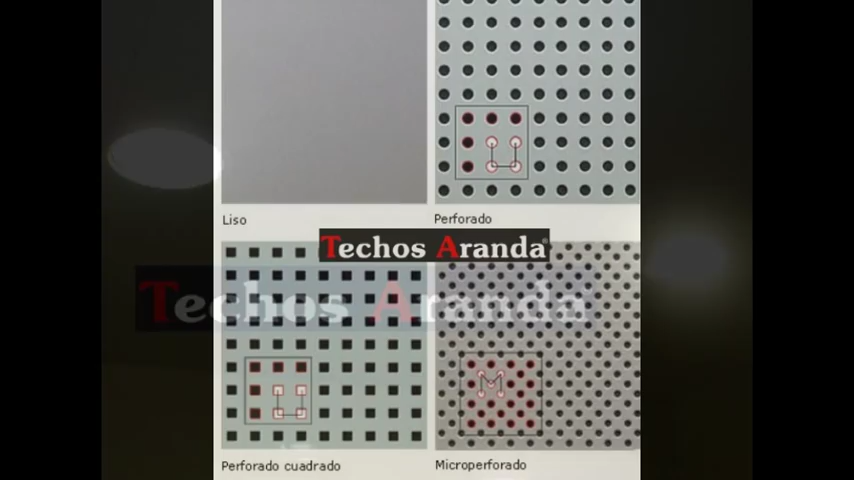 Liso
Perforado
Techos Aranda®
Techos Aranda
Perforado cuadrado
Microperforado